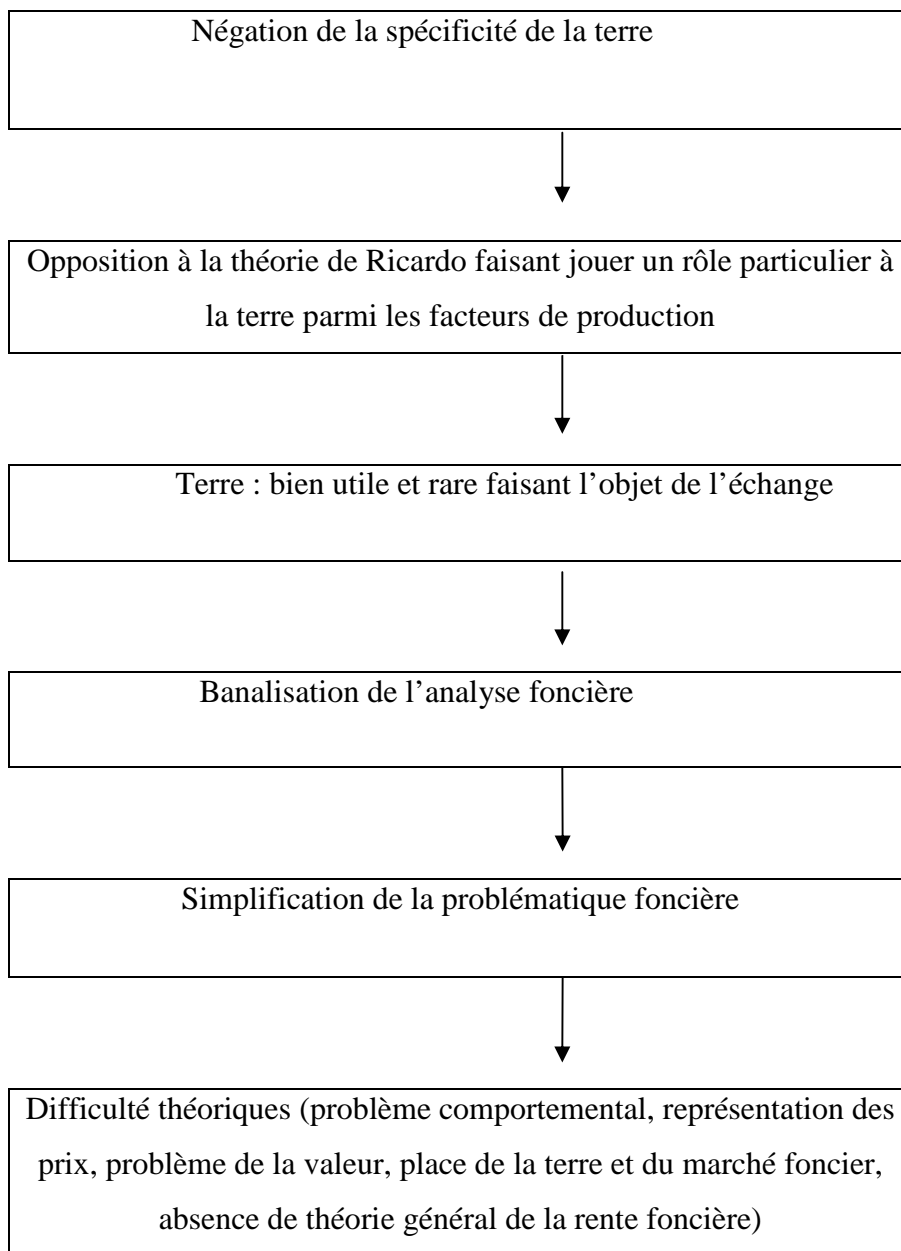 Négation de la spécificité de la terre
Opposition à la théorie de Ricardo faisant jouer un rôle particulier à
la terre parmi les facteurs de production
Terre : bien utile et rare faisant l’objet de l’échange
Banalisation de l’analyse foncière
Simplification de la problématique foncière
Difficulté théoriques (problème comportemental, représentation des
prix, problème de la valeur, place de la terre et du marché foncier,
absence de théorie général de la rente foncière)